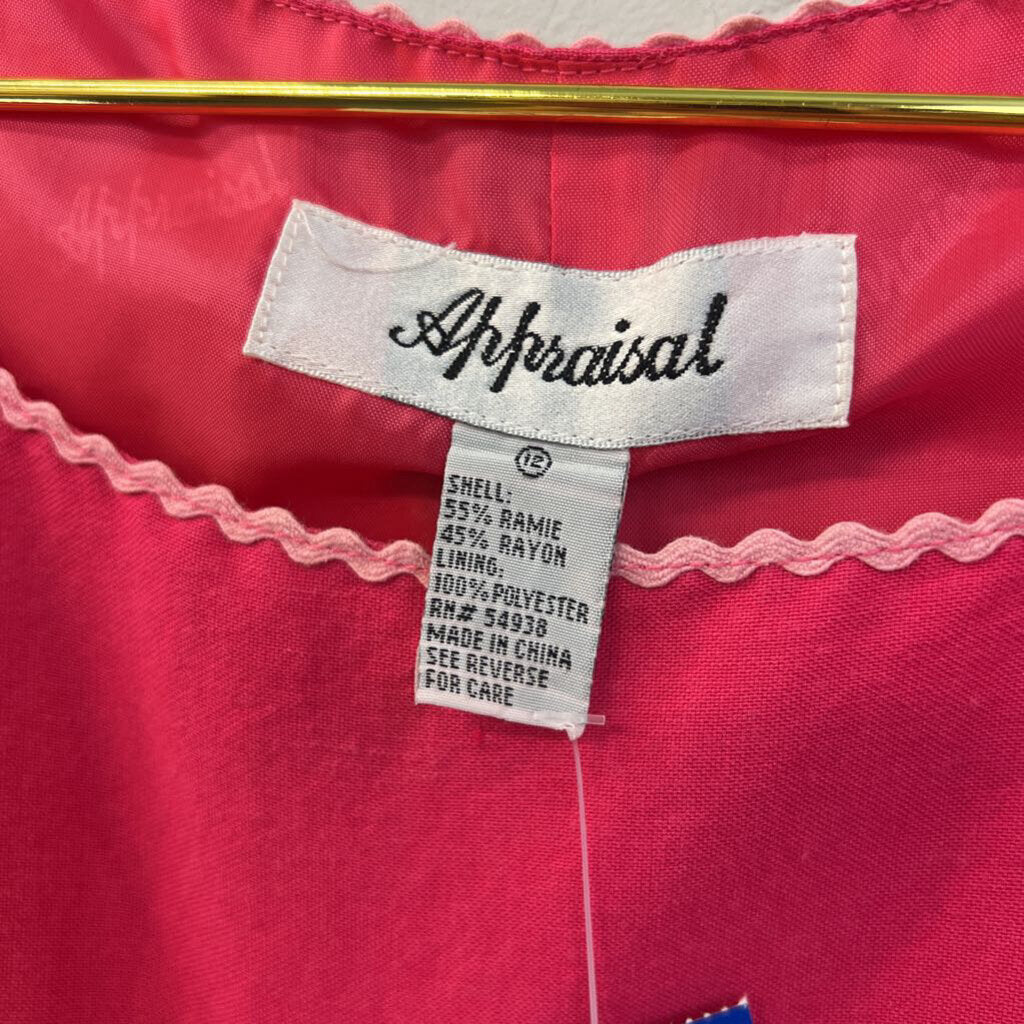 Appraisal
Appraisal
12
SHELL:
55% RAMIE
45% RAYON
LINING:
100% POLYESTER
RN# 54938
MADE IN CHINA
SEE REVERSE
FOR CARE